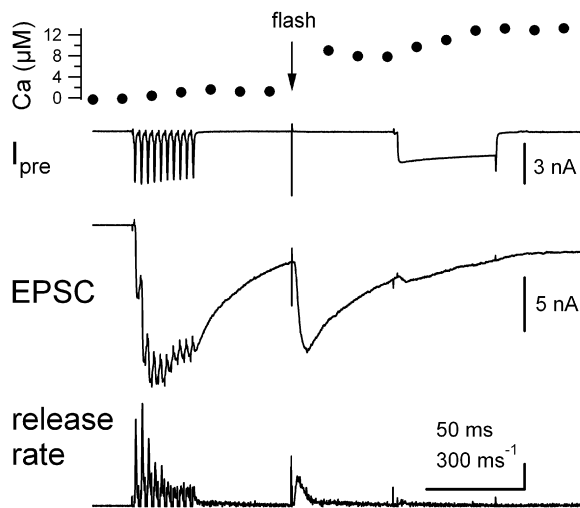 flash
Ca (μM)
12
8
4
0
Ipre
3 nA
EPSC
5 nA
release
rate
50 ms
300 ms⁻¹